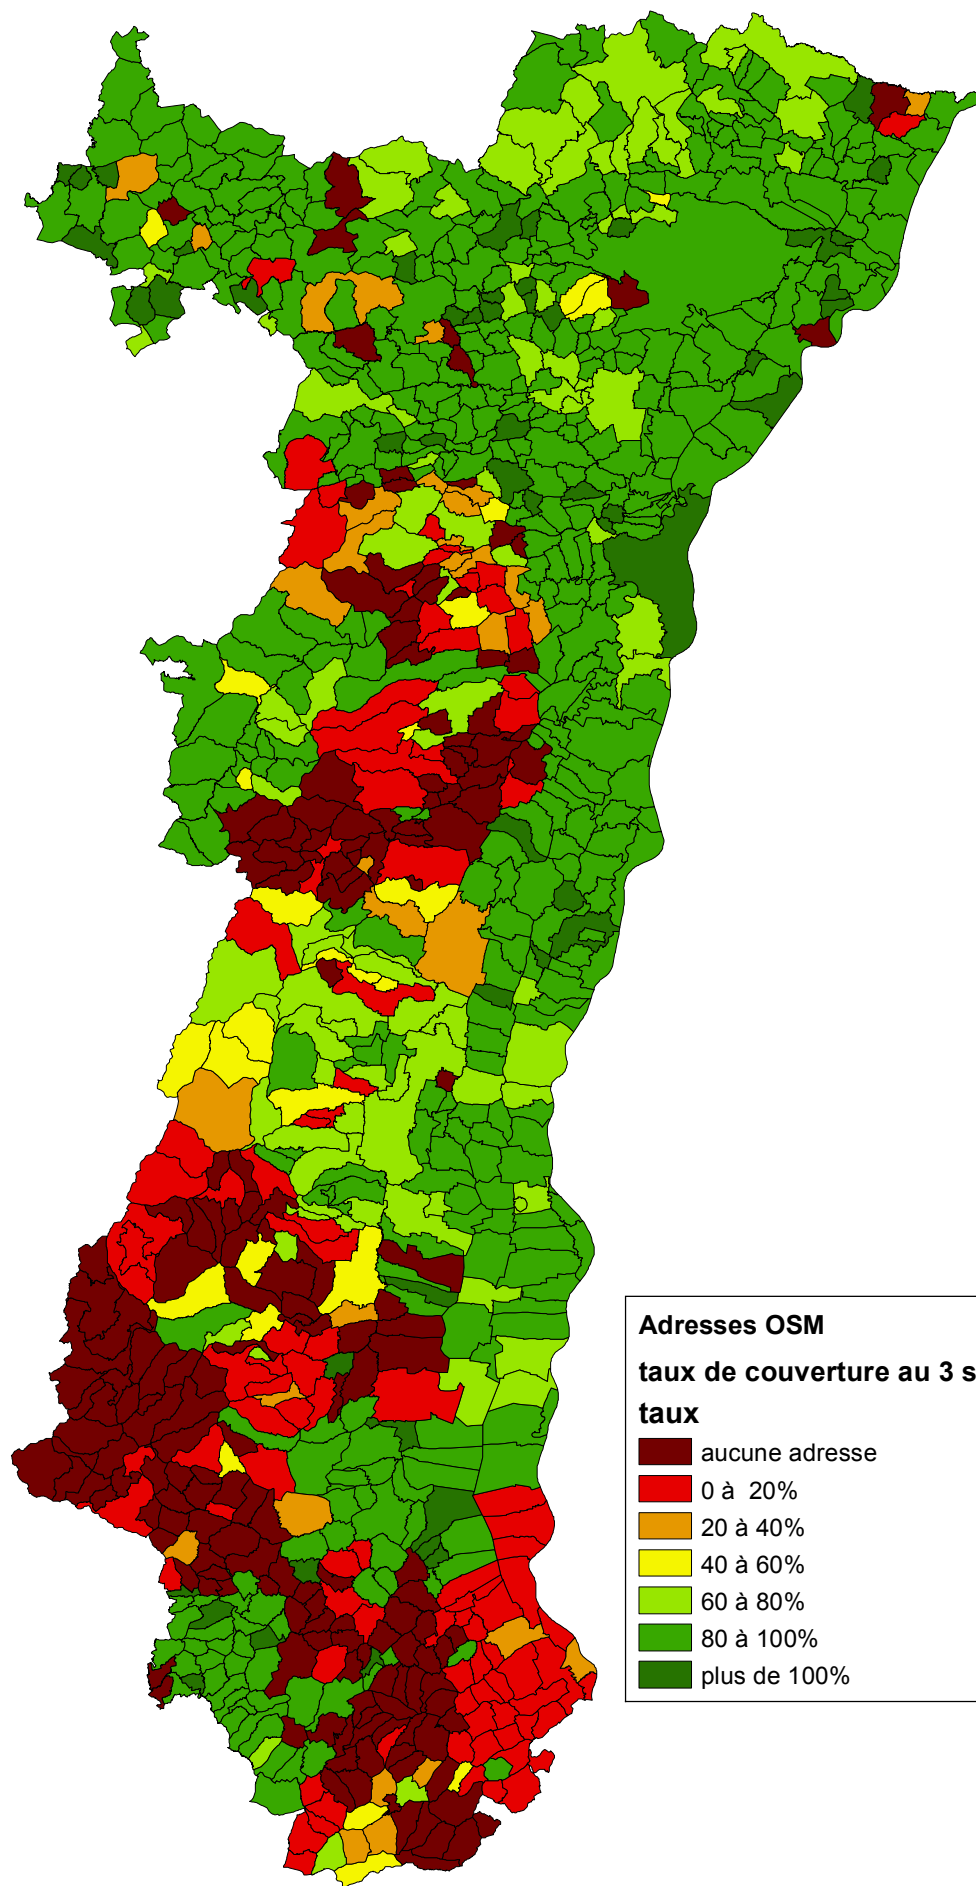 Adresses OSM
taux de couverture au 3 s
taux
aucune adresse
0 à 20%
20 à 40%
40 à 60%
60 à 80%
80 à 100%
plus de 100%